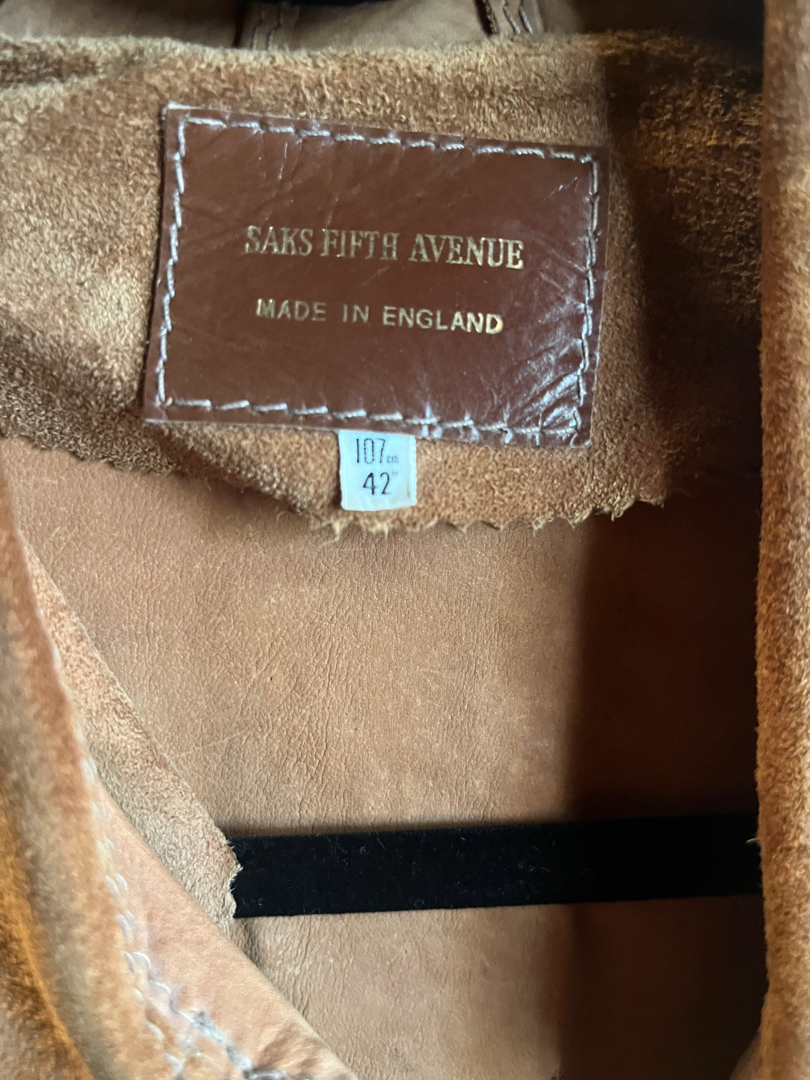 SAKS FIFTH AVENUE
MADE IN ENGLAND
107cm
42"